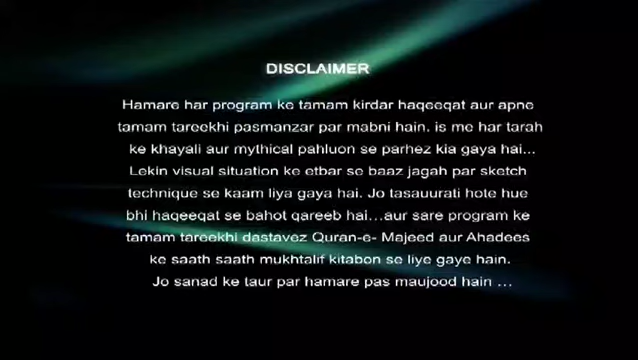 DISCLAIMER
Hamare har program ke tamam kirdar haqeeqat aur apne
tamam tareekhi pasmanzar par mabni hain. is me har tarah
ke khayali aur mythical pahluon se parhez kia gaya hai...
Lekin visual situation ke etbar se baaz jagah par sketch
technique se kaam liya gaya hai. Jo tasauurati hote hue
bhi haqeeqat se bahot qareeb hai...aur sare program ke
tamam tareekhi dastavez Quran-e- Majeed aur Ahadees
ke saath saath mukhtalif kitabon se liye gaye hain.
Jo sanad ke taur par hamare pas maujood hain ...